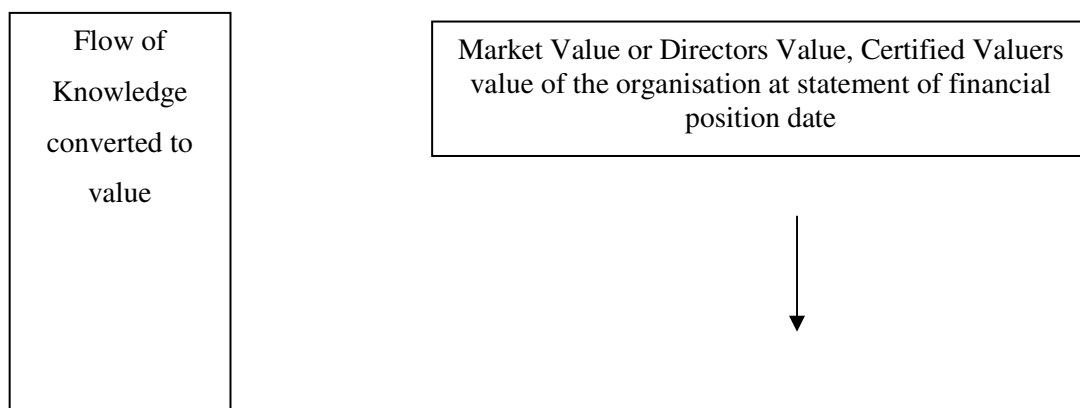 Flow of
Knowledge
converted to
value
Market Value or Directors Value, Certified Valuers
value of the organisation at statement of financial
position date